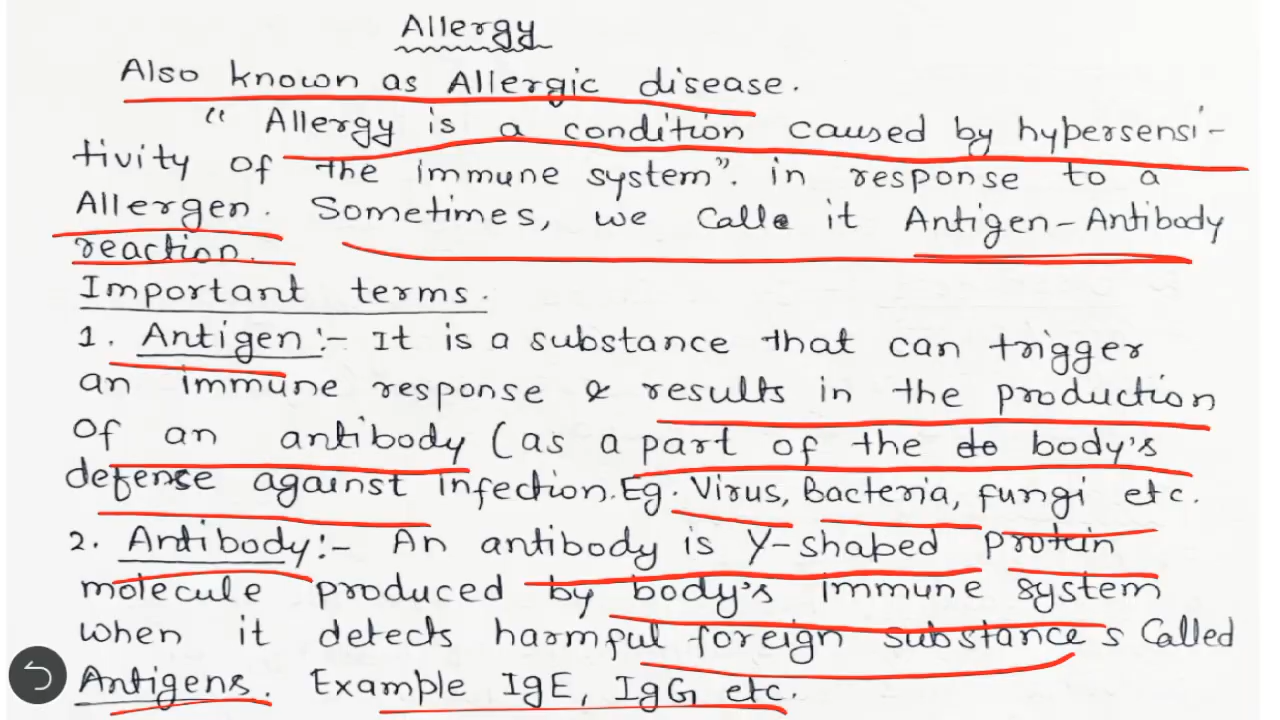 Allergy
Also known as Allergic disease.
" Allergy is a condition caused by hypersensi-
tivity of the immune system". in response to a
Allergen. Sometimes, we calle it Antigen-Antibody
reaction.
Important terms.
1. Antigen:- It is a substance that can trigger
an immune response & results in the production
of an antibody (as a part of the de body's
defense against infection. Eg. Virus, Bacteria, fungi etc.
2. Antibody:- An antibody is Y-shaped protein
molecule produced by body's immune system
when it detects harmful foreign substances called
Antigens. Example IgE, IgG, etc.